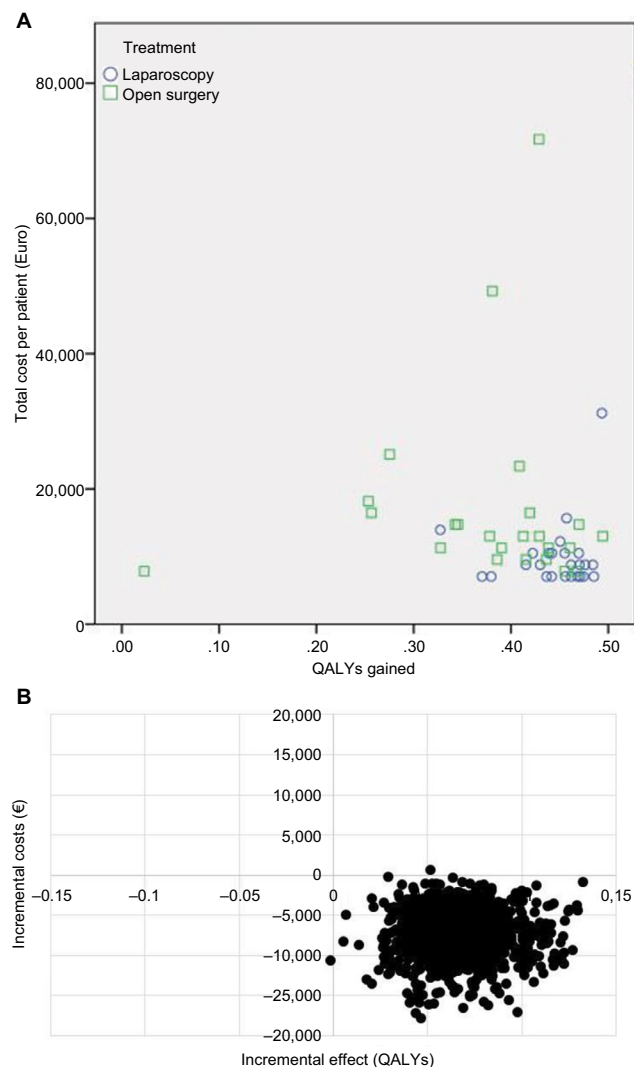 A
Treatment
Laparoscopy
Open surgery
80,000
60,000
40,000
20,000
0
Total cost per patient (Euro)
.00 .10 .20 .30 .40 .50
QALYs gained
B
20,000
15,000
10,000
5,000
0
–0.15 –0.1 –0.05 0 0,15
–5,000
–10,000
–25,000
–20,000
Incremental costs (€)
Incremental effect (QALYs)